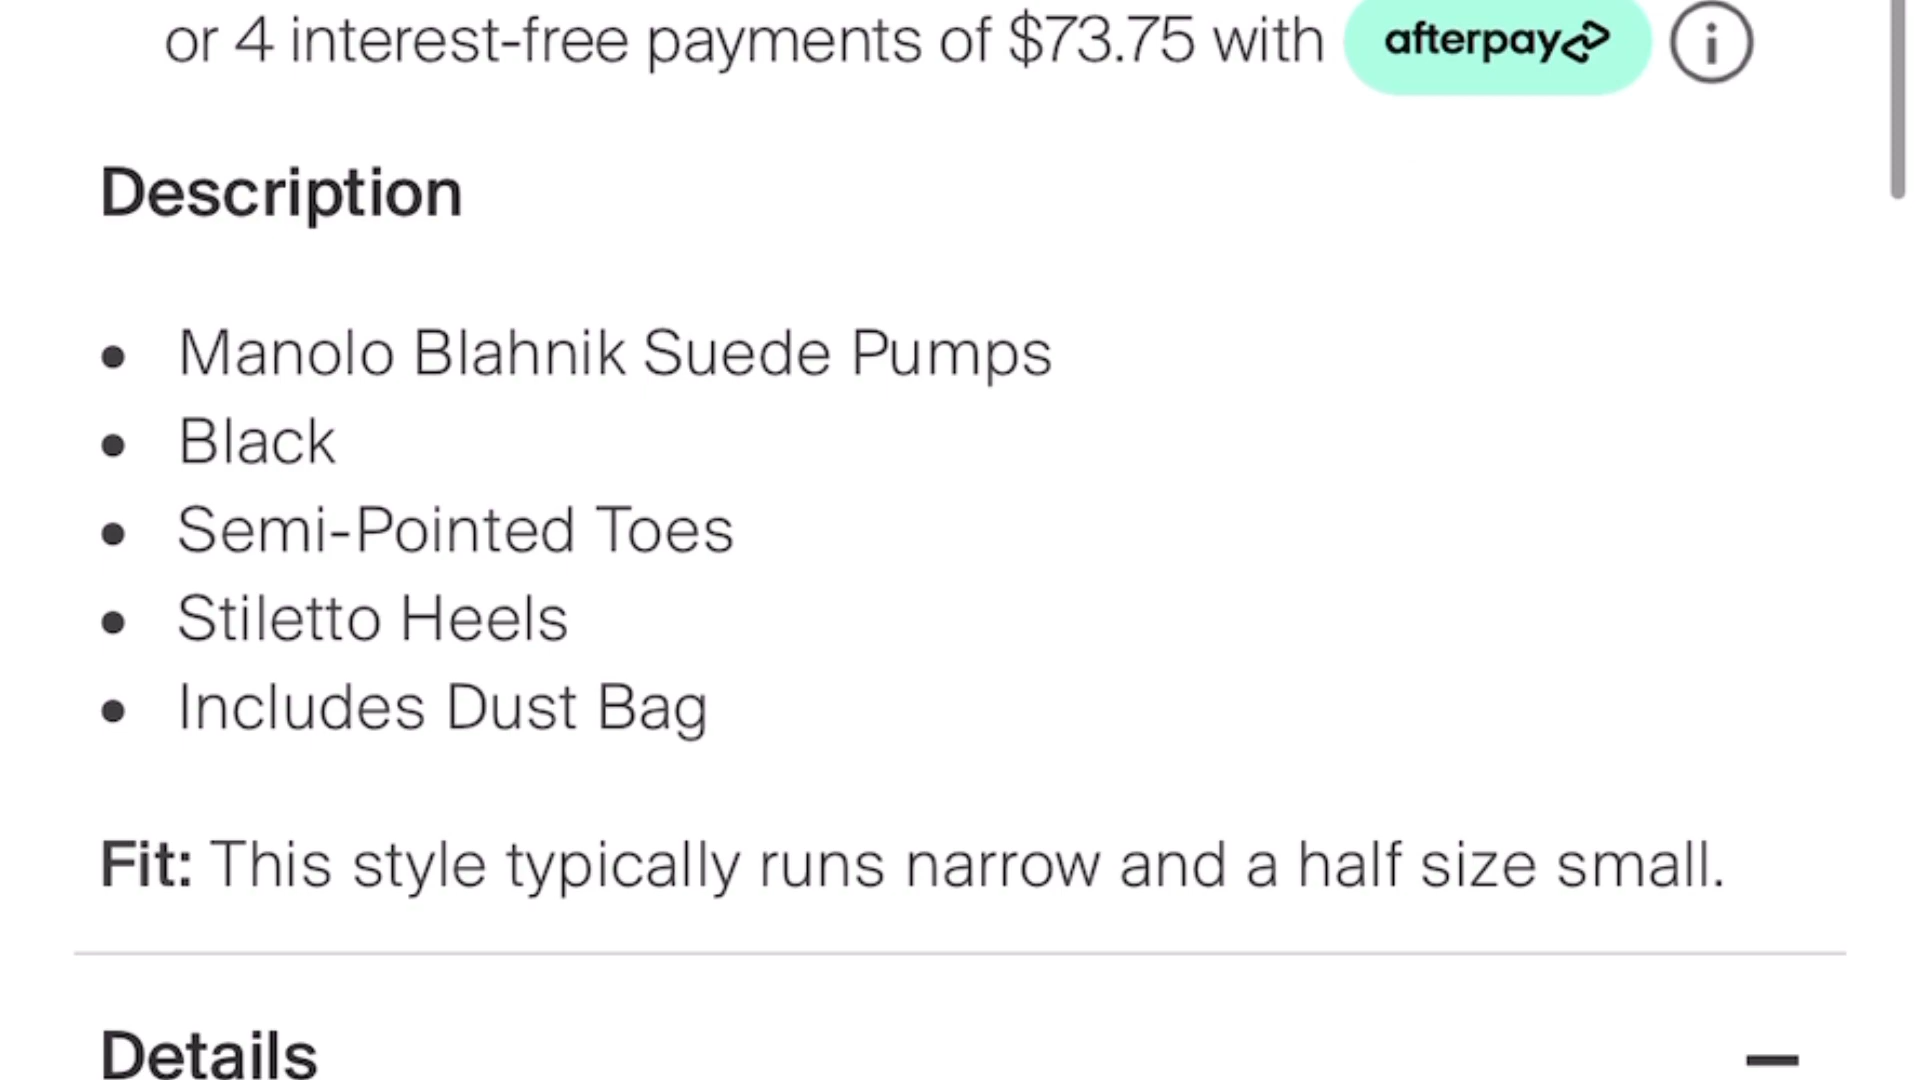 or 4 interest-free payments of $73.75 with afterpay i
Description
• Manolo Blahnik Suede Pumps
• Black
• Semi-Pointed Toes
• Stiletto Heels
• Includes Dust Bag
Fit: This style typically runs narrow and a half size small.
Details